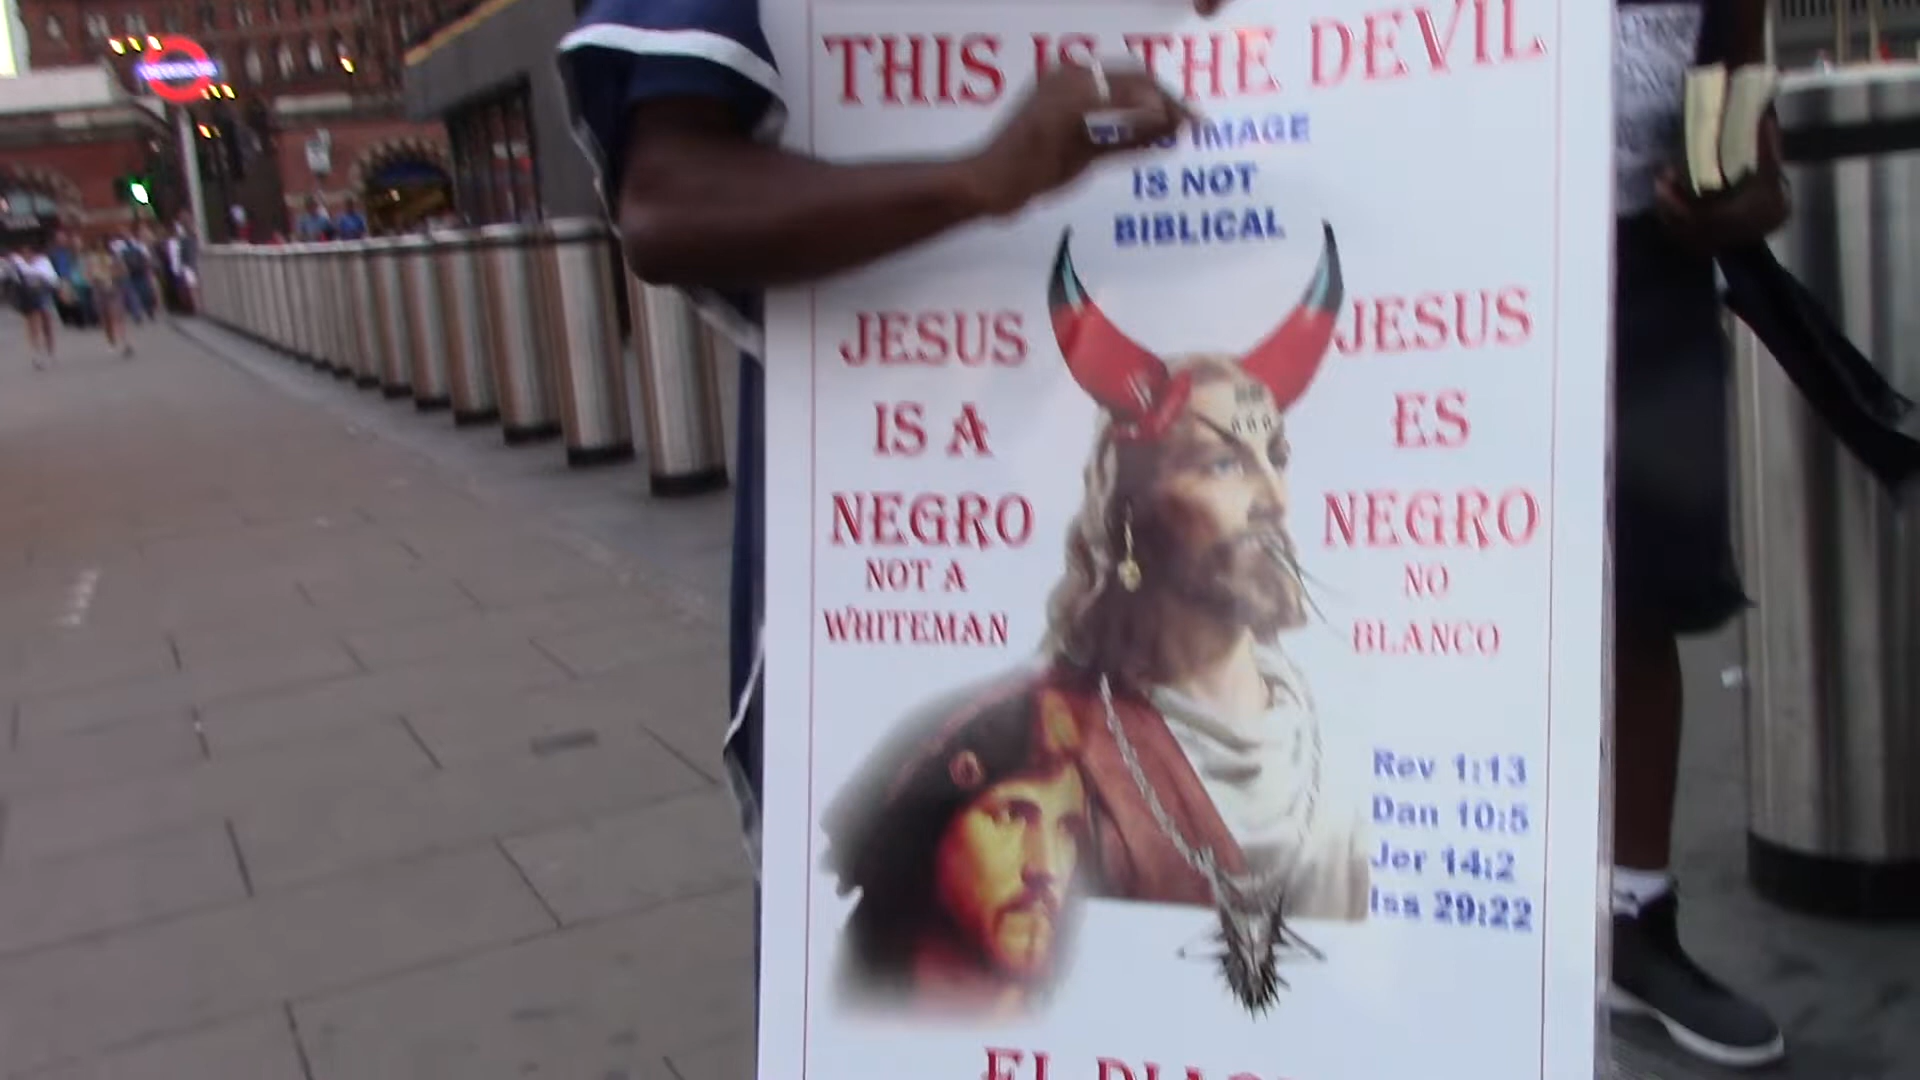 UNDERGROUND
THIS IS THE DEVIL
THIS IMAGE
IS NOT
BIBLICAL
JESUS
IS A
NEGRO
NOT A
WHITEMAN
JESUS
ES
NEGRO
NO
BLANCO
Rev 1:13
Dan 10:5
Jer 14:2
Isa 29:22
EL